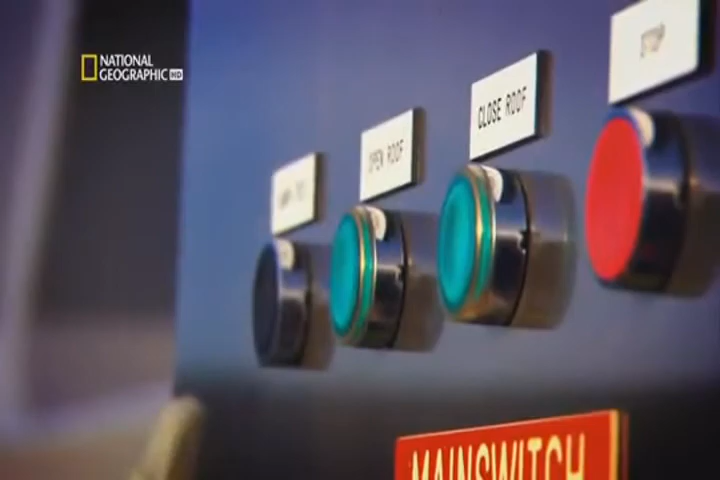 NATIONAL
GEOGRAPHIC HD
OPEN ROOF
CLOSE ROOF
STOP
MAINSWITCH